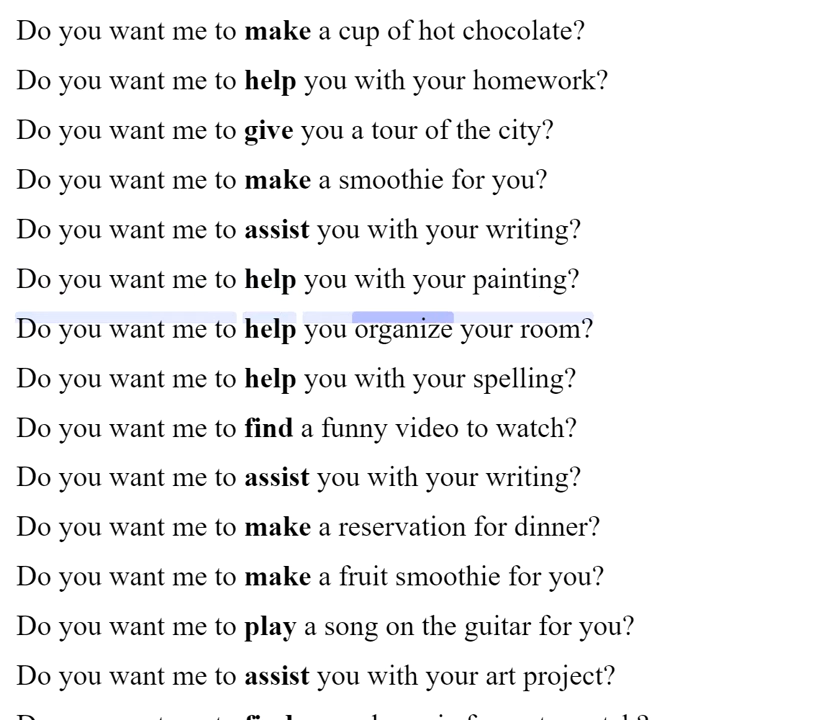 Do you want me to make a cup of hot chocolate?
Do you want me to help you with your homework?
Do you want me to give you a tour of the city?
Do you want me to make a smoothie for you?
Do you want me to assist you with your writing?
Do you want me to help you with your painting?
Do you want me to help you organize your room?
Do you want me to help you with your spelling?
Do you want me to find a funny video to watch?
Do you want me to assist you with your writing?
Do you want me to make a reservation for dinner?
Do you want me to make a fruit smoothie for you?
Do you want me to play a song on the guitar for you?
Do you want me to assist you with your art project?